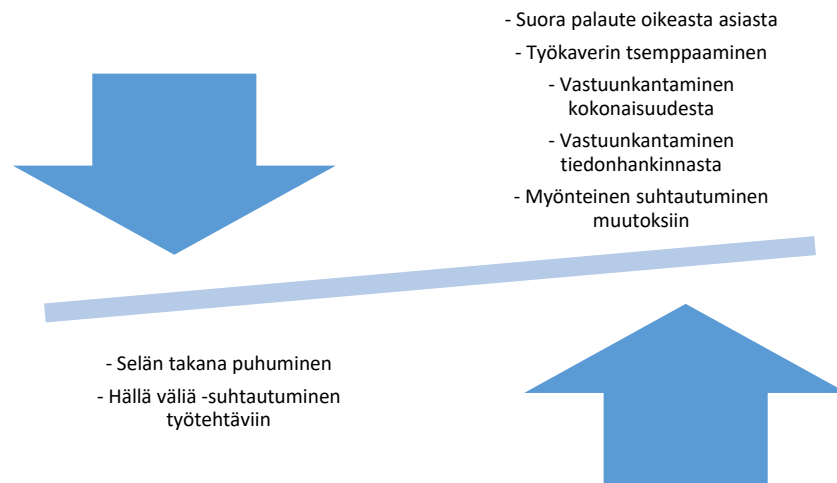 - Suora palaute oikeasta asiasta
- Työkaverin tsemppaaminen
- Vastuunkantaminen
kokonaisuudesta
- Vastuunkantaminen
tiedonhankinnasta
- Myönteinen suhtautuminen
muutoksiin
- Selän takana puhuminen
- Hällä väliä -suhtautuminen
työtehtäviin